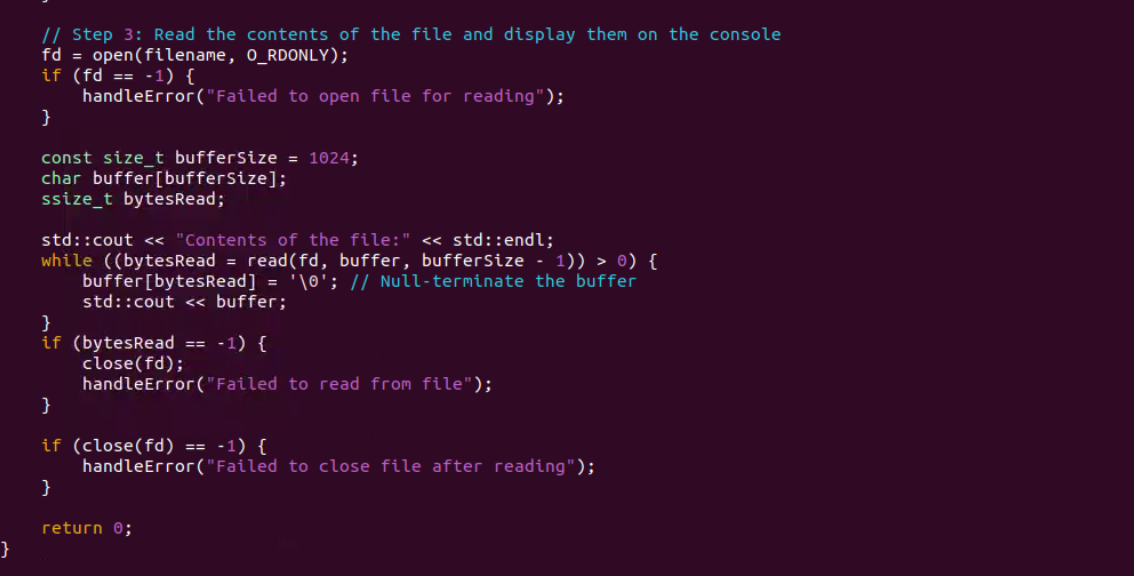 }
    // Step 3: Read the contents of the file and display them on the console
    fd = open(filename, O_RDONLY);
    if (fd == -1) {
        handleError("Failed to open file for reading");
    }

    const size_t bufferSize = 1024;
    char buffer[bufferSize];
    ssize_t bytesRead;

    std::cout << "Contents of the file:" << std::endl;
    while ((bytesRead = read(fd, buffer, bufferSize - 1)) > 0) {
        buffer[bytesRead] = '\0'; // Null-terminate the buffer
        std::cout << buffer;
    }
    if (bytesRead == -1) {
        close(fd);
        handleError("Failed to read from file");
    }

    if (close(fd) == -1) {
        handleError("Failed to close file after reading");
    }

    return 0;
}